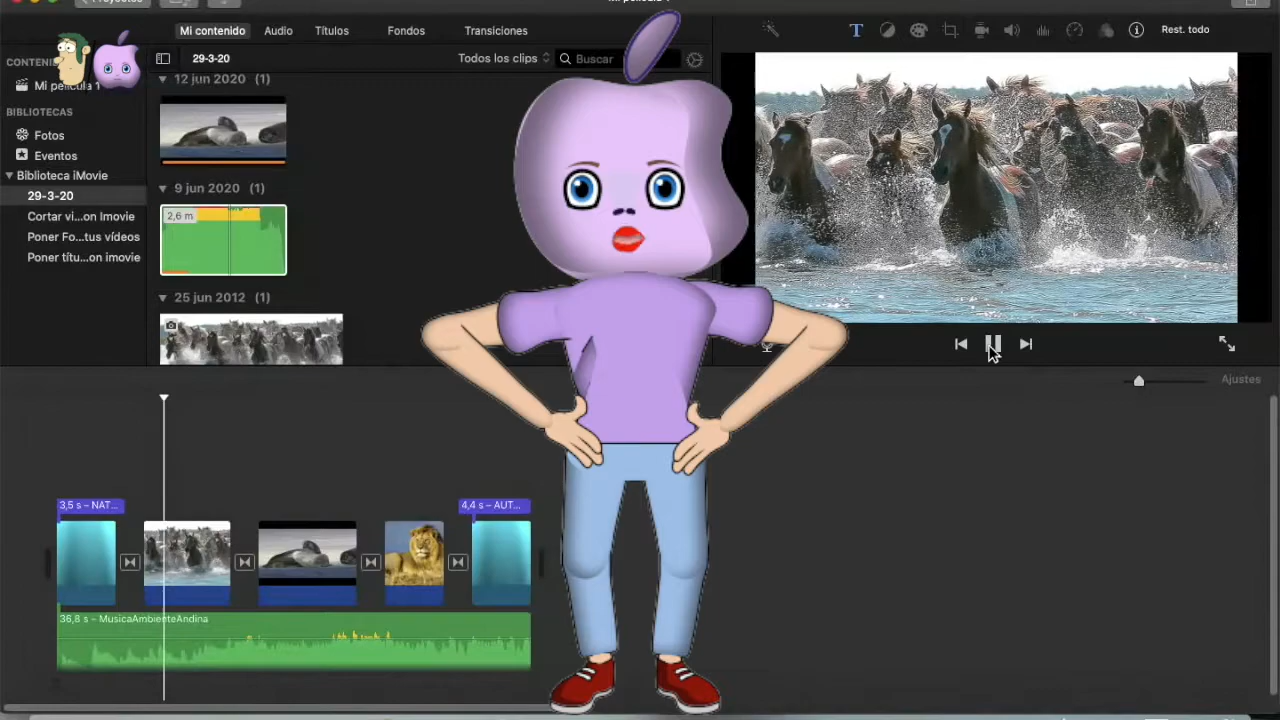 Mi contenido
Audio
Títulos
Fondos
Transiciones
Rest. todo
29-3-20
Todos los clips
Buscar
Mi película 1
BIBLIOTECAS
Fotos
Eventos
Biblioteca iMovie
29-3-20
Cortar vi...on Imovie
Poner Fo...tus vídeos
Poner títu...on imovie
12 jun 2020 (1)
9 jun 2020 (1)
2,6 m
25 jun 2012 (1)
Ajustes
3,5 s – NAT...
4,4 s – AUT...
36,8 s – MusicaAmbienteAndina